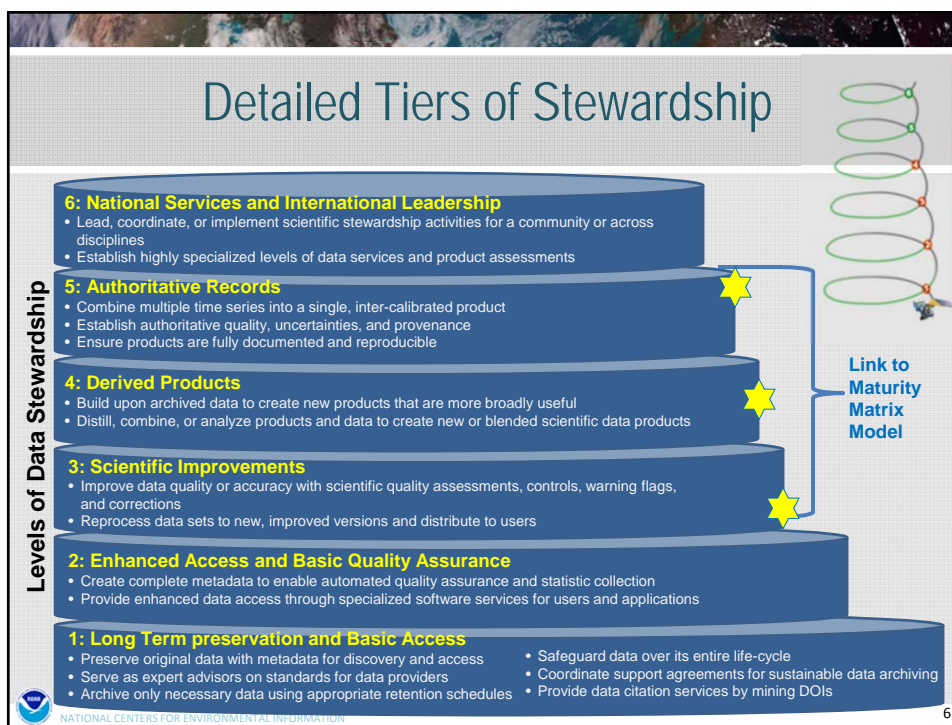 Detailed Tiers of Stewardship
Levels of Data Stewardship
6: National Services and International Leadership
• Lead, coordinate, or implement scientific stewardship activities for a community or across
disciplines
• Establish highly specialized levels of data services and product assessments
5: Authoritative Records
• Combine multiple time series into a single, inter-calibrated product
• Establish authoritative quality, uncertainties, and provenance
• Ensure products are fully documented and reproducible
4: Derived Products
• Build upon archived data to create new products that are more broadly useful
• Distill, combine, or analyze products and data to create new or blended scientific data products
Link to
Maturity
Matrix
Model
3: Scientific Improvements
• Improve data quality or accuracy with scientific quality assessments, controls, warning flags,
and corrections
• Reprocess data sets to new, improved versions and distribute to users
2: Enhanced Access and Basic Quality Assurance
• Create complete metadata to enable automated quality assurance and statistic collection
• Provide enhanced data access through specialized software services for users and applications
1: Long Term preservation and Basic Access
• Preserve original data with metadata for discovery and access
• Serve as expert advisors on standards for data providers
• Archive only necessary data using appropriate retention schedules
• Safeguard data over its entire life-cycle
• Coordinate support agreements for sustainable data archiving
• Provide data citation services by mining DOIs
NOAA
NATIONAL CENTERS FOR ENVIRONMENTAL INFORMATION
6